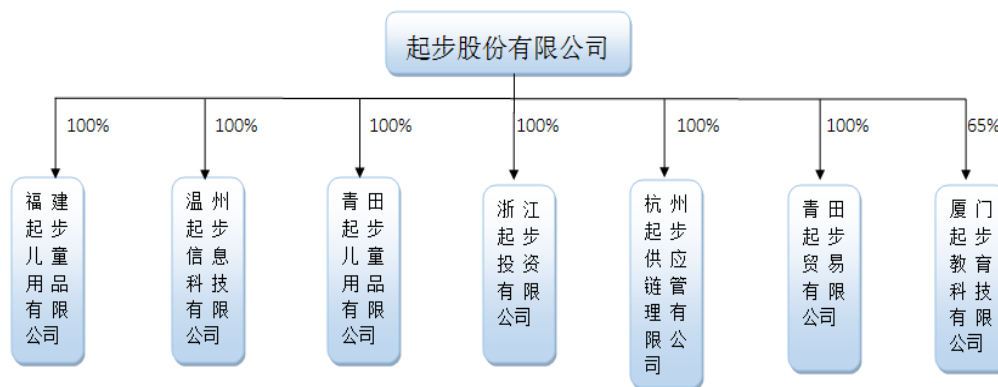 起步股份有限公司
100%
100%
100%
100%
100%
100%
65%
福建
起步
儿童
用品
有限
公司
温州
起步
信息
科技
有限
公司
青田
起步
儿童
用品
有限
公司
浙江
起步
投资
有限
公司
杭州
起步
供应
链管
理有
限公
司
青田
起步
贸易
有限
公司
厦门
起步
教育
科技
有限
公司